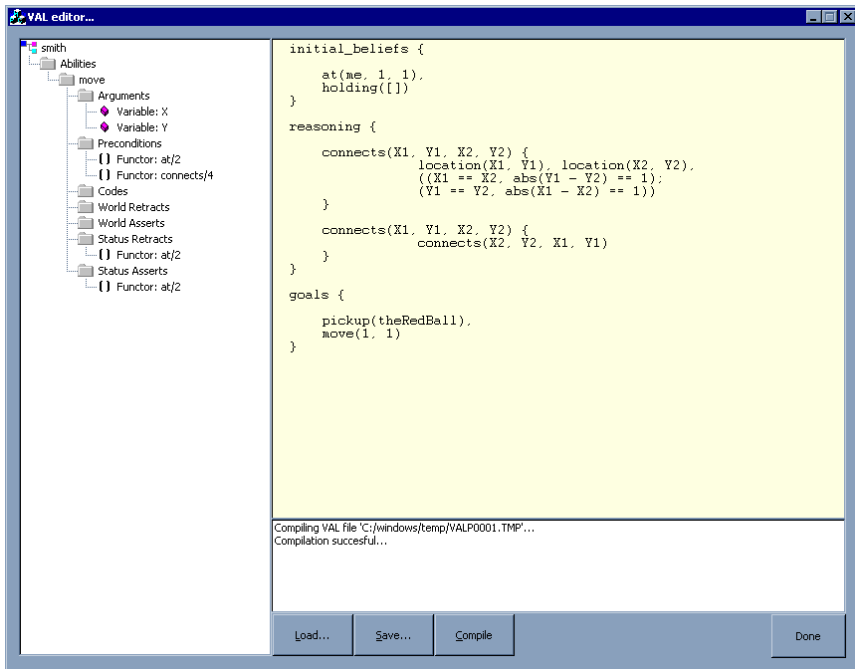 VAL editor...
smith
Abilities
move
Arguments
Variable: X
Variable: Y
Preconditions
Functor: at/2
Functor: connects/4
Codes
World Retracts
World Asserts
Status Retracts
Functor: at/2
Status Asserts
Functor: at/2
initial_beliefs {
at(me, 1, 1),
holding([])
}
reasoning {
connects(X1, Y1, X2, Y2) {
location(X1, Y1), location(X2, Y2),
((X1 == X2, abs(Y1 - Y2) == 1);
(Y1 == Y2, abs(X1 - X2) == 1))
}
connects(X1, Y1, X2, Y2) {
connects(X2, Y2, X1, Y1)
}
}
goals {
pickup(theRedBall),
move(1, 1)
}
Compiling VAL file 'C:/windows/temp/VALP0001.TMP'...
Compilation succesful...
Load... Save... Compile Done